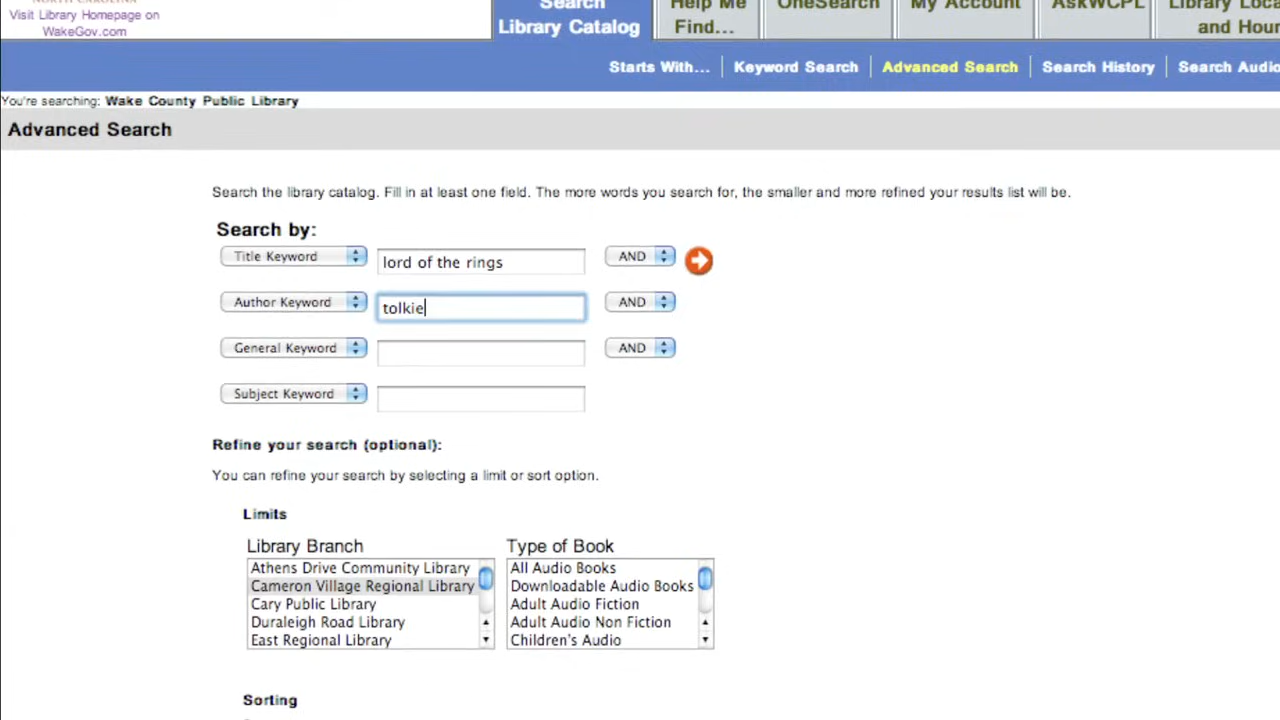 NORTH CAROLINA
Visit Library Homepage on
WakeGov.com
Search
Library Catalog
Help Me
Find...
OneSearch
My Account
AskWCPL
Library Loca
and Hour
Starts With... Keyword Search Advanced Search Search History Search Audio
You're searching: Wake County Public Library
Advanced Search
Search the library catalog. Fill in at least one field. The more words you search for, the smaller and more refined your results list will be.
Search by:
Title Keyword lord of the rings AND
Author Keyword tolkie AND
General Keyword AND
Subject Keyword
Refine your search (optional):
You can refine your search by selecting a limit or sort option.
Limits
Library Branch Type of Book
Athens Drive Community Library All Audio Books
Cameron Village Regional Library Downloadable Audio Books
Cary Public Library Adult Audio Fiction
Duraleigh Road Library Adult Audio Non Fiction
East Regional Library Children's Audio
Sorting